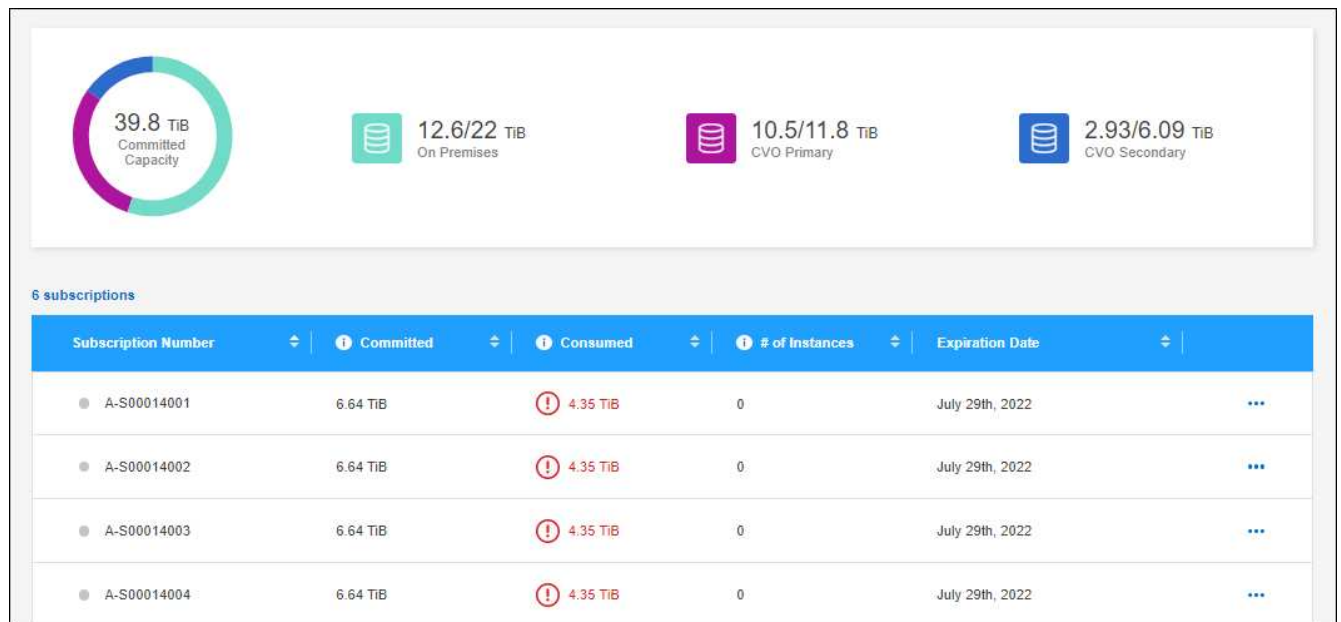 39.8 TiB
Committed
Capacity
12.6/22 TiB
On Premises
10.5/11.8 TiB
CVO Primary
2.93/6.09 TiB
CVO Secondary
6 subscriptions
Subscription Number Committed Consumed # of Instances Expiration Date
A-S00014001 6.64 TiB 4.35 TiB 0 July 29th, 2022
A-S00014002 6.64 TiB 4.35 TiB 0 July 29th, 2022
A-S00014003 6.64 TiB 4.35 TiB 0 July 29th, 2022
A-S00014004 6.64 TiB 4.35 TiB 0 July 29th, 2022